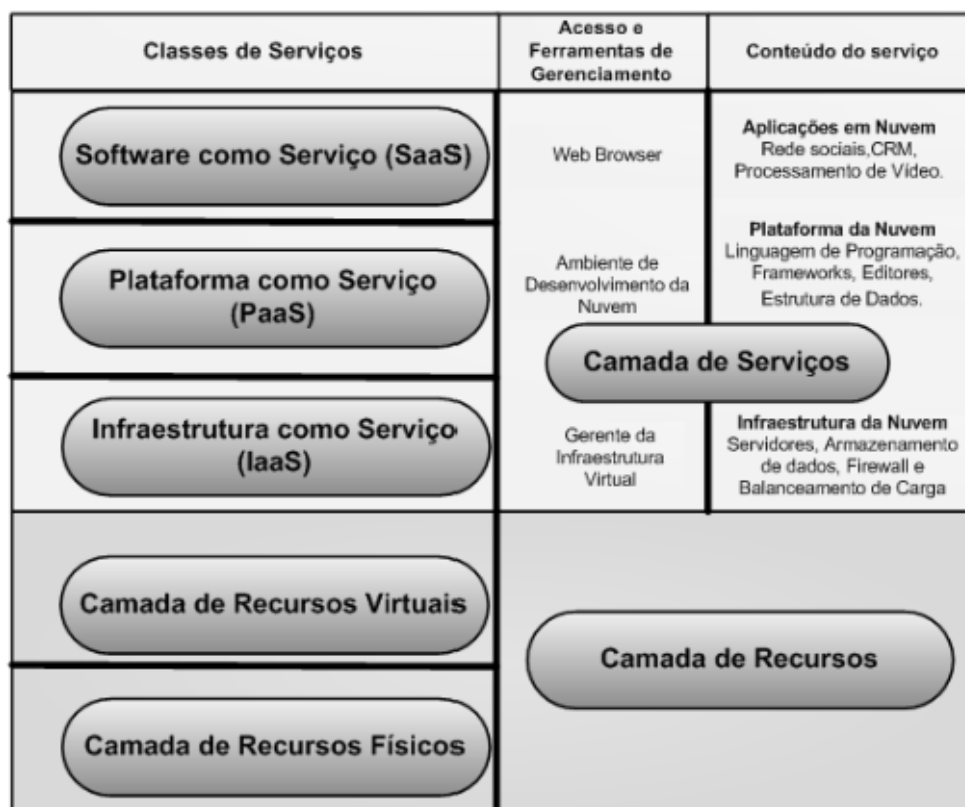 Classes de Serviços
Acesso e
Ferramentas de
Gerenciamento
Conteúdo do serviço
Software como Serviço (SaaS)
Web Browser
Aplicações em Nuvem
Rede sociais,CRM,
Processamento de Vídeo.
Plataforma como Serviço
(PaaS)
Ambiente de
Desenvolvimento da
Nuvem
Plataforma da Nuvem
Linguagem de Programação,
Frameworks, Editores,
Estrutura de Dados.
Camada de Serviços
Infraestrutura como Serviço
(IaaS)
Gerente da
Infraestrutura
Virtual
Infraestrutura da Nuvem
Servidores, Armazenamento
de dados, Firewall e
Balanceamento de Carga
Camada de Recursos Virtuais
Camada de Recursos
Camada de Recursos Físicos